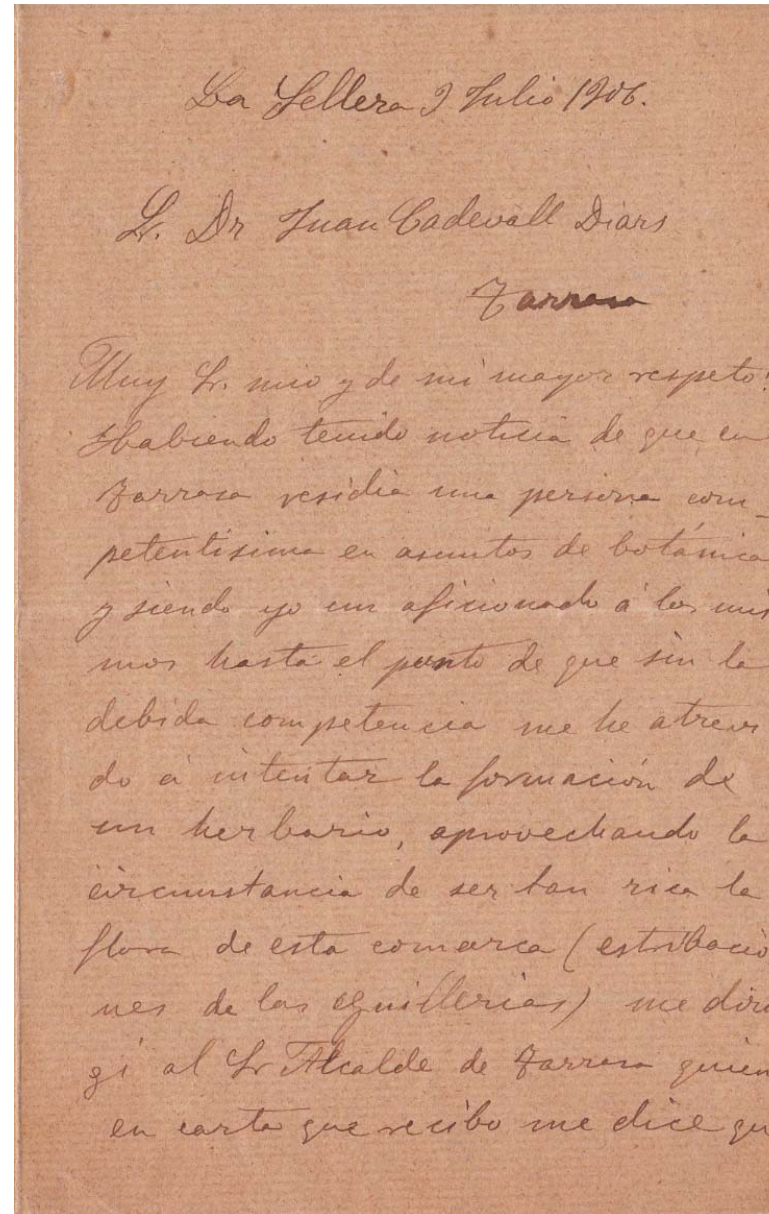 La Sellera 9 Julio 1906.
S. Dr Juan Cadevall Diars
Tarrasa
Muy Sr. mio y de mi mayor respeto:
Habiendo tenido noticia de que en
Tarrasa residia una persona com-
petentisima en asuntos de botánica
y siendo yo un aficionado á los mis
mos hasta el punto de que sin la
debida competencia me he atrevi
do á intentar la formación de
un herbario, aprovechando la
circunstancia de ser tan rica la
flora de esta comarca (estribacio
nes de las Guillerias) me diri
gi al Sr Alcalde de Tarrasa quien
en carta que recibo me dice qu